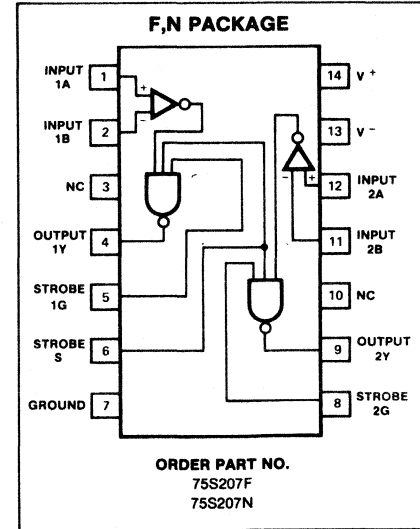 F,N PACKAGE
INPUT
1A
1
14
V+
+
−
INPUT
1B
2
13
V−
NC
3
−
+
12
INPUT
2A
OUTPUT
1Y
4
11
INPUT
2B
STROBE
1G
5
10
NC
STROBE
S
6
9
OUTPUT
2Y
GROUND
7
8
STROBE
2G
ORDER PART NO.
75S207F
75S207N